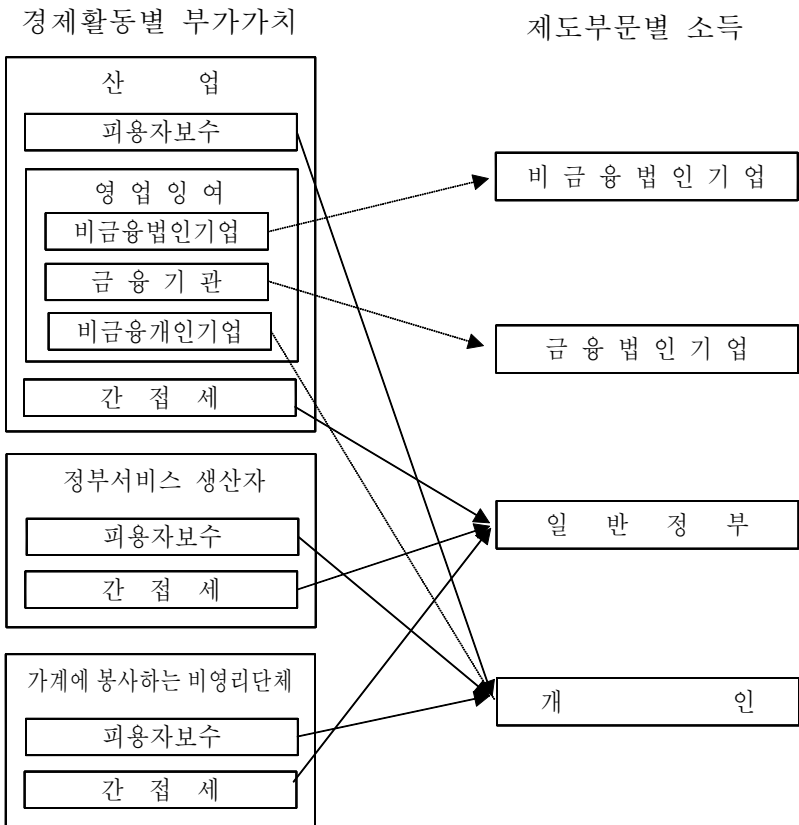 경제활동별 부가가치
제도부문별 소득
산 업
피용자보수
영 업 잉 여
비금융법인기업
금 융 기 관
비금융개인기업
간 접 세
정부서비스 생산자
피용자보수
간 접 세
가계에 봉사하는 비영리단체
피용자보수
간 접 세
비 금 융 법 인 기 업
금 융 법 인 기 업
일 반 정 부
개 인